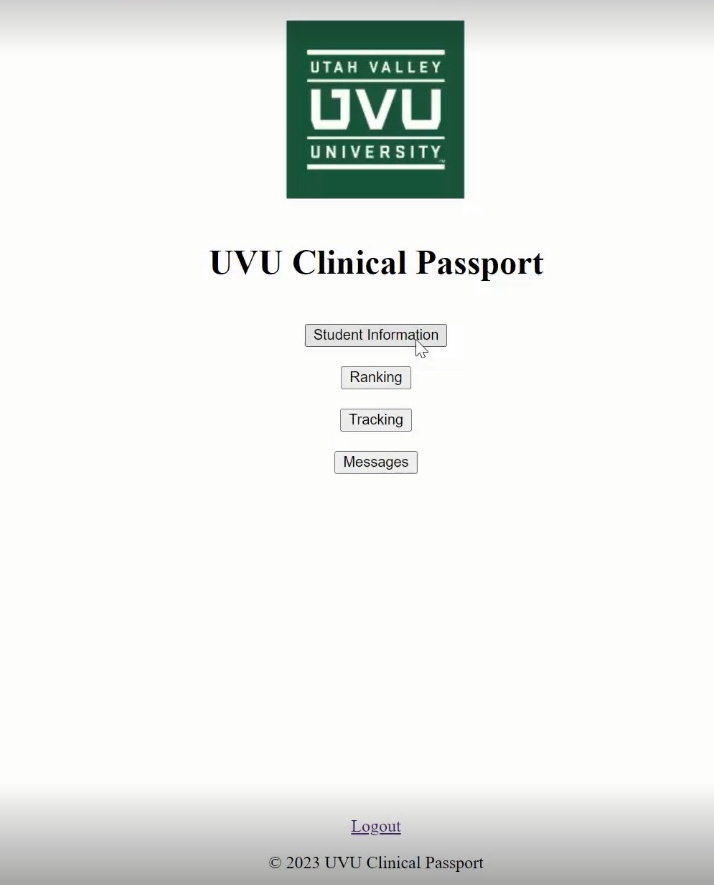 UTAH VALLEY
UVU
UNIVERSITY
UVU Clinical Passport
Student Information
Ranking
Tracking
Messages
Logout
© 2023 UVU Clinical Passport